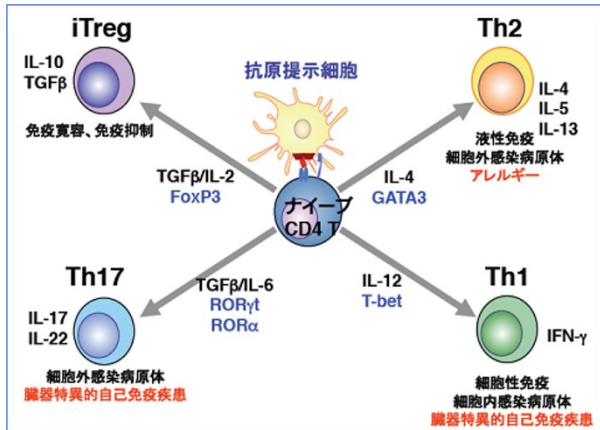 iTreg
IL-10
TGFβ
免疫寛容、免疫抑制
抗原提示細胞
Th2
IL-4
IL-5
IL-13
液性免疫
細胞外感染病原体
アレルギー
TGFβ/IL-2
FoxP3
IL-4
GATA3
ナイーブ
CD4 T
Th17
IL-17
IL-22
細胞外感染病原体
臓器特異的自己免疫疾患
TGFβ/IL-6
RORγt
RORα
IL-12
T-bet
Th1
IFN-γ
細胞性免疫
細胞内感染病原体
臓器特異的自己免疫疾患